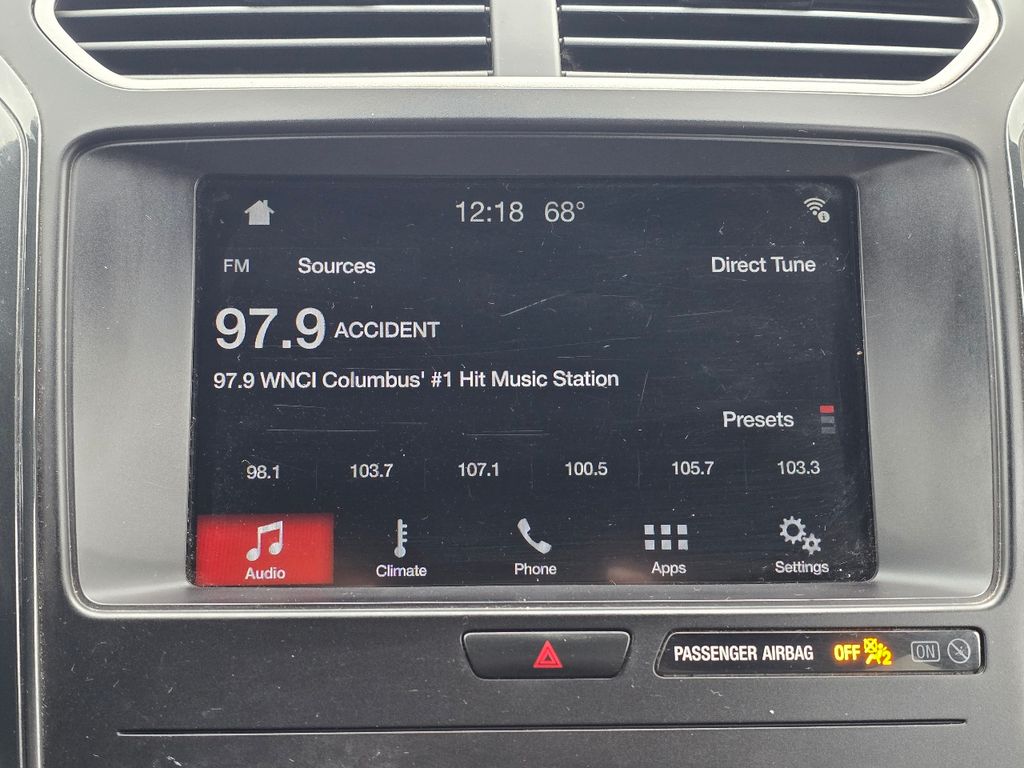 12:18 68°
FM Sources Direct Tune
97.9 ACCIDENT
97.9 WNCI Columbus' #1 Hit Music Station
Presets
98.1 103.7 107.1 100.5 105.7 103.3
Audio Climate Phone Apps Settings
PASSENGER AIRBAG OFF 2 ON